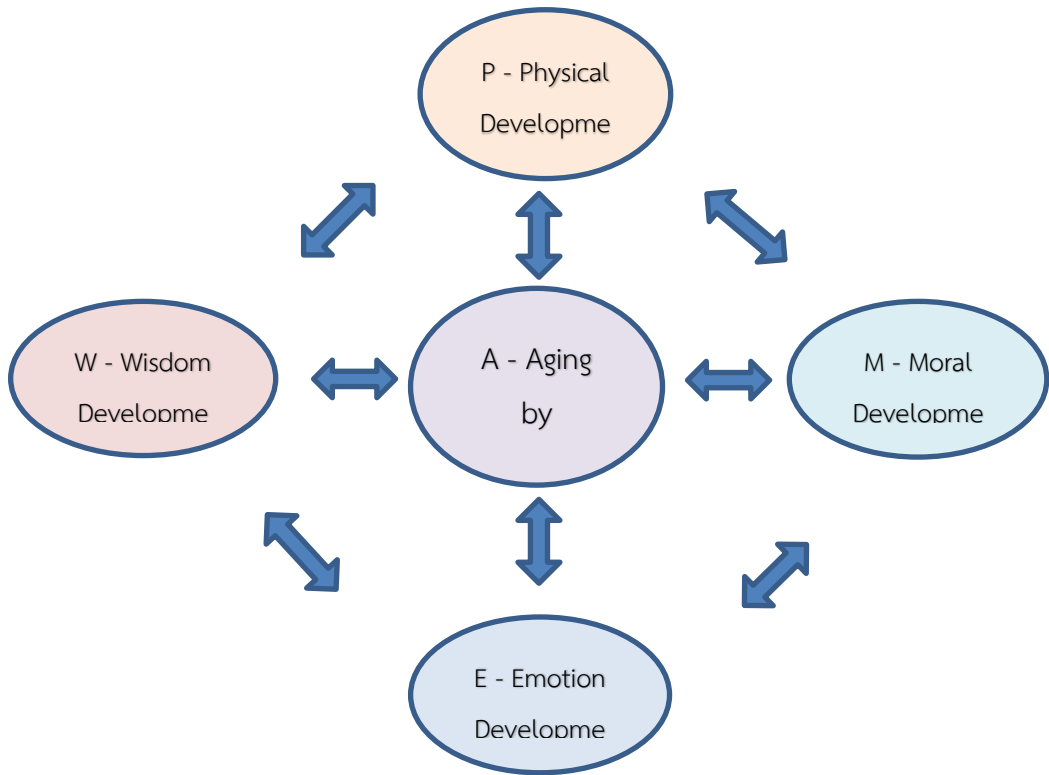 P - Physical
Developme
W - Wisdom
Developme
A - Aging
by
M - Moral
Developme
E - Emotion
Developme